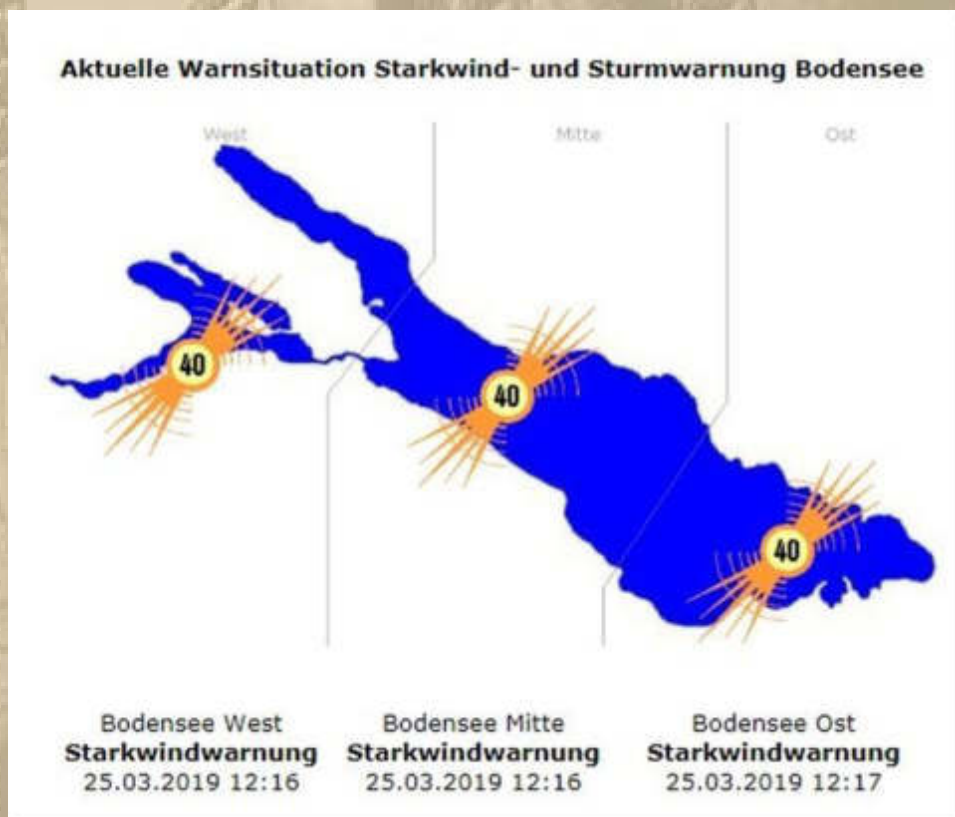 Aktuelle Warnsituation Starkwind- und Sturmwarnung Bodensee
West
Mitte
Ost
40
40
40
Bodensee West
Starkwindwarnung
25.03.2019 12:16
Bodensee Mitte
Starkwindwarnung
25.03.2019 12:16
Bodensee Ost
Starkwindwarnung
25.03.2019 12:17